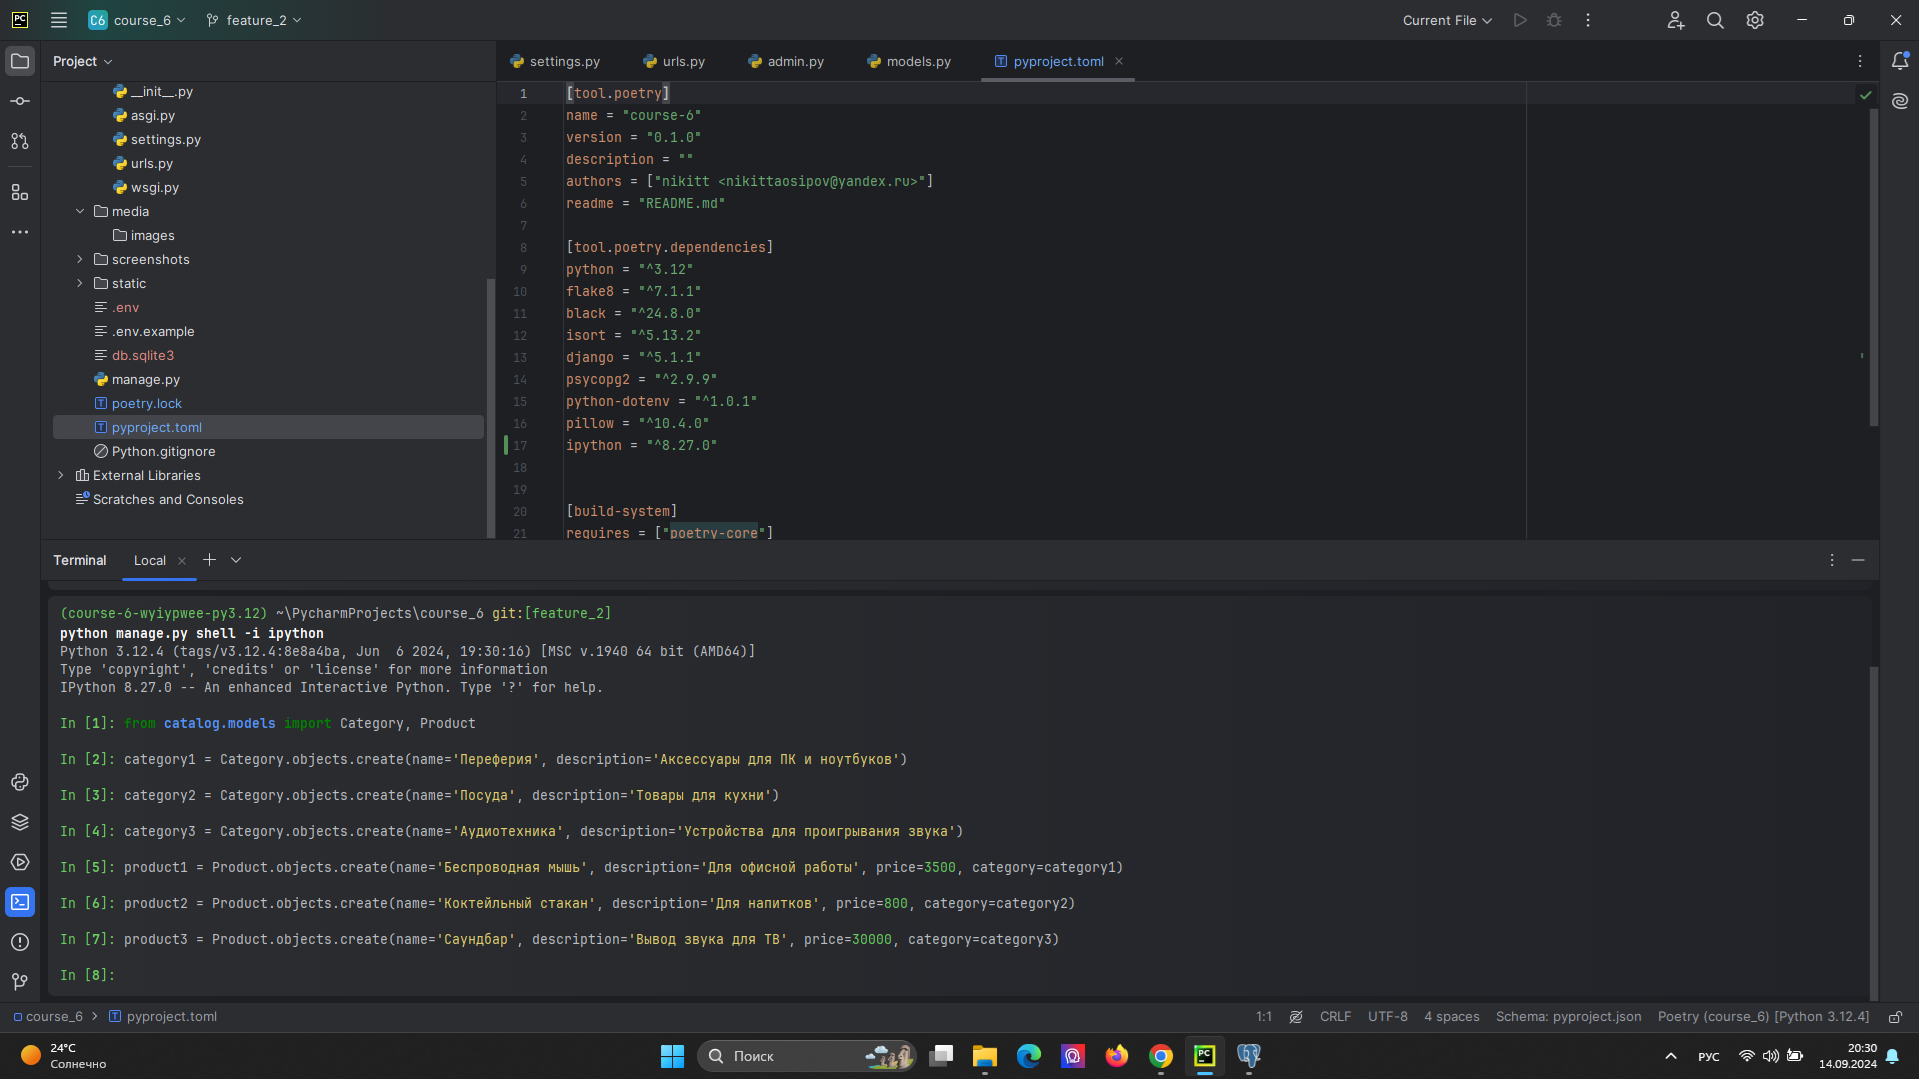 PC C6 course_6 feature_2 Current File
Project
settings.py urls.py admin.py models.py pyproject.toml
__init__.py
asgi.py
settings.py
urls.py
wsgi.py
media
images
screenshots
static
.env
.env.example
db.sqlite3
manage.py
poetry.lock
pyproject.toml
Python.gitignore
External Libraries
Scratches and Consoles
1 [tool.poetry]
2 name = "course-6"
3 version = "0.1.0"
4 description = ""
5 authors = ["nikitt <nikittaosipov@yandex.ru>"]
6 readme = "README.md"
7
8 [tool.poetry.dependencies]
9 python = "^3.12"
10 flake8 = "^7.1.1"
11 black = "^24.8.0"
12 isort = "^5.13.2"
13 django = "^5.1.1"
14 psycopg2 = "^2.9.9"
15 python-dotenv = "^1.0.1"
16 pillow = "^10.4.0"
17 ipython = "^8.27.0"
18
19
20 [build-system]
21 requires = ["poetry-core"]
Terminal Local
(course-6-wyiypwee-py3.12) ~\PycharmProjects\course_6 git:[feature_2]
python manage.py shell -i ipython
Python 3.12.4 (tags/v3.12.4:8e8a4ba, Jun  6 2024, 19:30:16) [MSC v.1940 64 bit (AMD64)]
Type 'copyright', 'credits' or 'license' for more information
IPython 8.27.0 -- An enhanced Interactive Python. Type '?' for help.
In [1]: from catalog.models import Category, Product
In [2]: category1 = Category.objects.create(name='Переферия', description='Аксессуары для ПК и ноутбуков')
In [3]: category2 = Category.objects.create(name='Посуда', description='Товары для кухни')
In [4]: category3 = Category.objects.create(name='Аудиотехника', description='Устройства для проигрывания звука')
In [5]: product1 = Product.objects.create(name='Беспроводная мышь', description='Для офисной работы', price=3500, category=category1)
In [6]: product2 = Product.objects.create(name='Коктейльный стакан', description='Для напитков', price=800, category=category2)
In [7]: product3 = Product.objects.create(name='Саундбар', description='Вывод звука для ТВ', price=30000, category=category3)
In [8]:
course_6 pyproject.toml 1:1 CRLF UTF-8 4 spaces Schema: pyproject.json Poetry (course_6) [Python 3.12.4]
24°C
Солнечно
Поиск
PC
РУС
20:30
14.09.2024